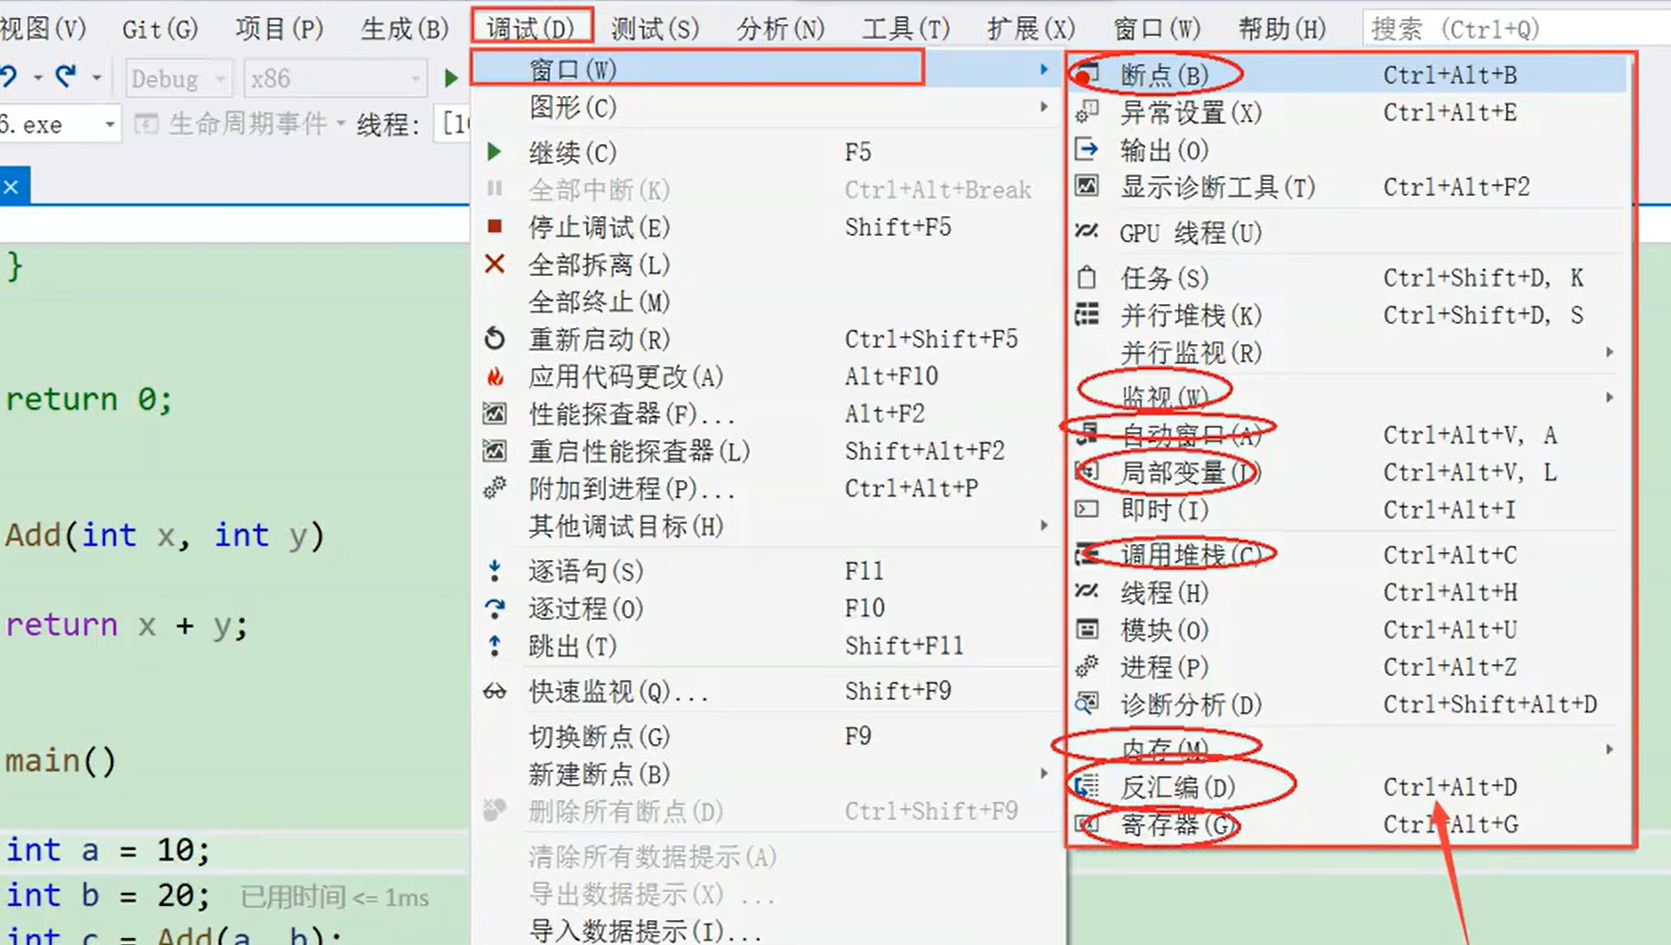 视图(V) Git(G) 项目(P) 生成(B) 调试(D) 测试(S) 分析(N) 工具(T) 扩展(X) 窗口(W) 帮助(H) 搜索 (Ctrl+Q)
Debug x86
6.exe 生命周期事件 线程:
}
return 0;
Add(int x, int y)
return x + y;
main()
int a = 10;
int b = 20; 已用时间 <= 1ms
int c = Add(a, b);
窗口(W)
图形(C)
继续(C) F5
全部中断(K) Ctrl+Alt+Break
停止调试(E) Shift+F5
全部拆离(L)
全部终止(M)
重新启动(R) Ctrl+Shift+F5
应用代码更改(A) Alt+F10
性能探查器(F)... Alt+F2
重启性能探查器(L) Shift+Alt+F2
附加到进程(P)... Ctrl+Alt+P
其他调试目标(H)
逐语句(S) F11
逐过程(O) F10
跳出(T) Shift+F11
快速监视(Q)... Shift+F9
切换断点(G) F9
新建断点(B)
删除所有断点(D) Ctrl+Shift+F9
清除所有数据提示(A)
导出数据提示(X) ...
导入数据提示(I)...
断点(B) Ctrl+Alt+B
异常设置(X) Ctrl+Alt+E
输出(O)
显示诊断工具(T) Ctrl+Alt+F2
GPU 线程(U)
任务(S) Ctrl+Shift+D, K
并行堆栈(K) Ctrl+Shift+D, S
并行监视(R)
监视(W)
自动窗口(A) Ctrl+Alt+V, A
局部变量(L) Ctrl+Alt+V, L
即时(I) Ctrl+Alt+I
调用堆栈(C) Ctrl+Alt+C
线程(H) Ctrl+Alt+H
模块(O) Ctrl+Alt+U
进程(P) Ctrl+Alt+Z
诊断分析(D) Ctrl+Shift+Alt+D
内存(M)
反汇编(D) Ctrl+Alt+D
寄存器(G) Ctrl+Alt+G